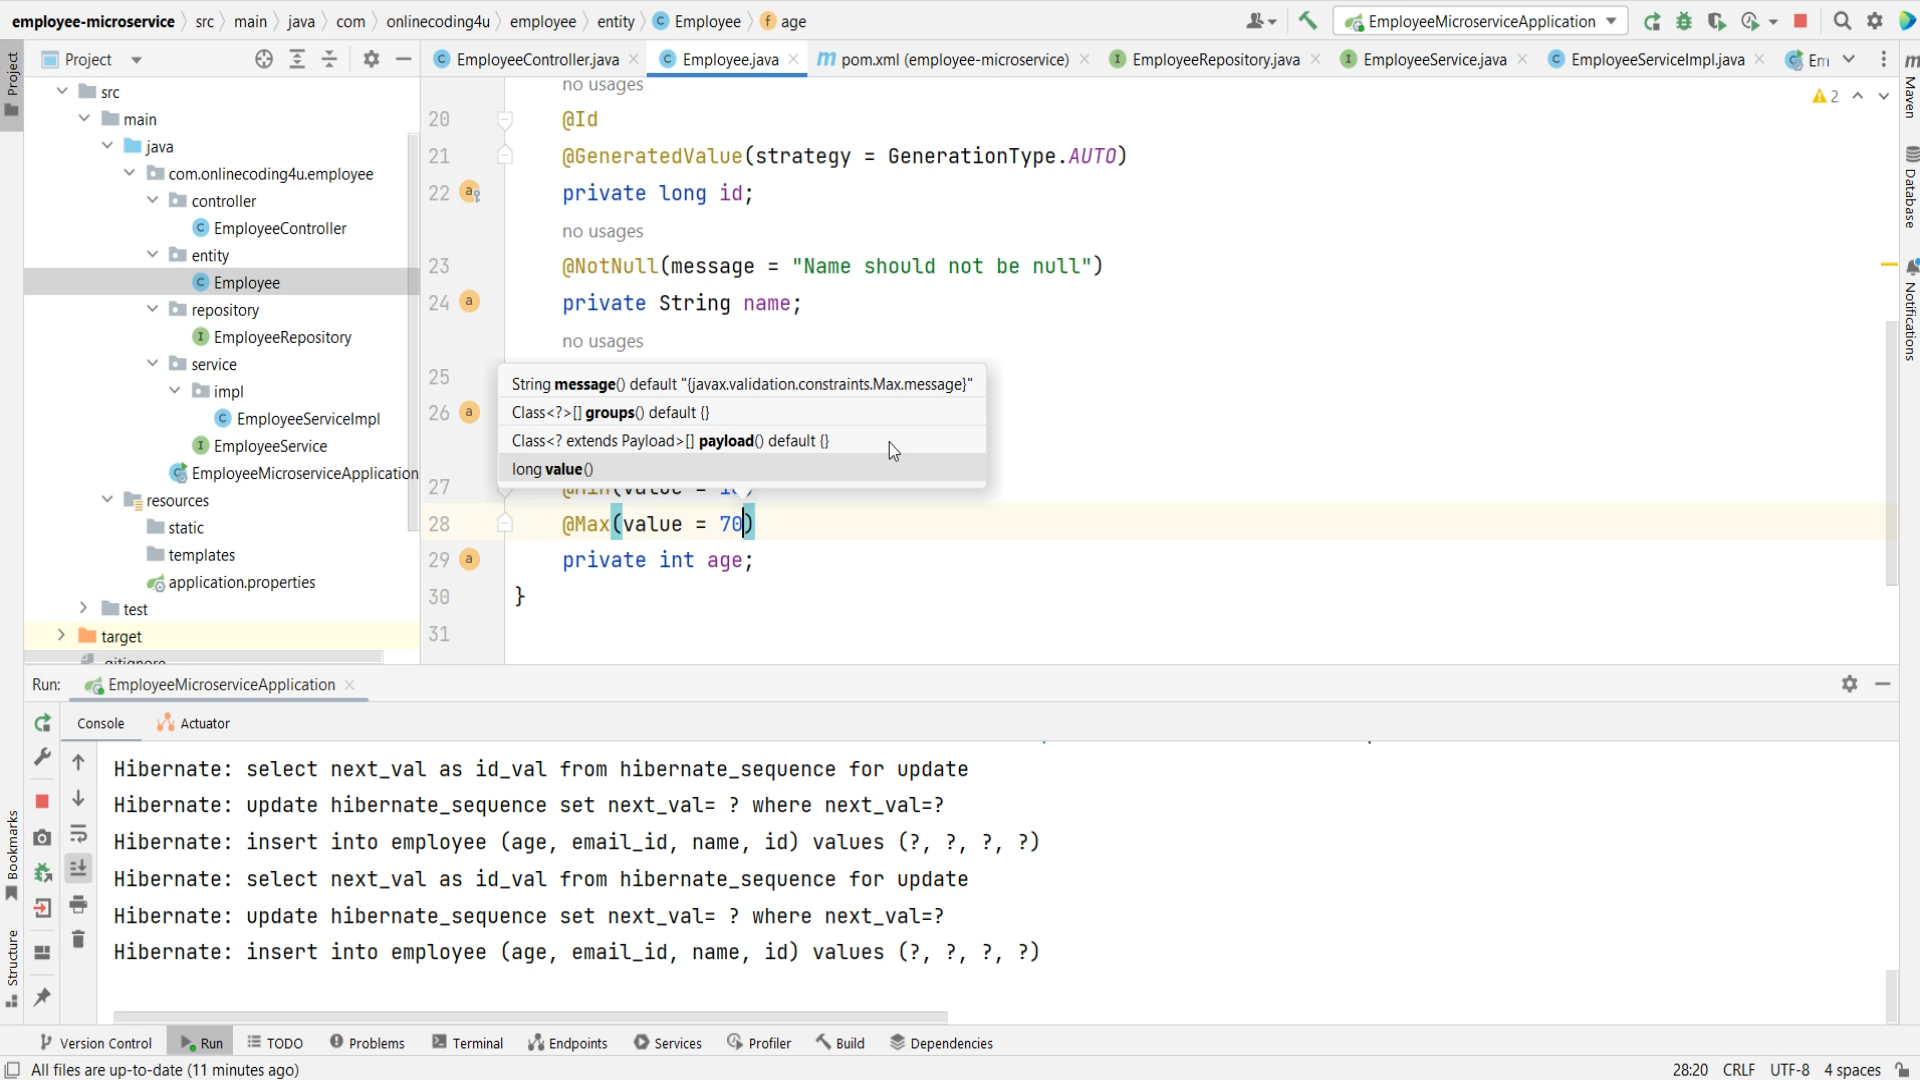 employee-microservice src main java com onlinecoding4u employee entity Employee age
EmployeeMicroserviceApplication
Project
EmployeeController.java Employee.java pom.xml (employee-microservice) EmployeeRepository.java EmployeeService.java EmployeeServiceImpl.java Em
src
main
java
com.onlinecoding4u.employee
controller
EmployeeController
entity
Employee
repository
EmployeeRepository
service
impl
EmployeeServiceImpl
EmployeeService
EmployeeMicroserviceApplication
resources
static
templates
application.properties
test
target
.gitignore
Project
Bookmarks
Structure
no usages
2
20 @Id
21 @GeneratedValue(strategy = GenerationType.AUTO)
22 private long id;
no usages
23 @NotNull(message = "Name should not be null")
24 private String name;
no usages
25
26
String message() default "{javax.validation.constraints.Max.message}"
Class<?>[] groups() default {}
Class<? extends Payload>[] payload() default {}
long value()
27 @Min(value =
28 @Max(value = 70)
29 private int age;
30 }
31
Maven
Database
Notifications
Run: EmployeeMicroserviceApplication
Console Actuator
Hibernate: select next_val as id_val from hibernate_sequence for update
Hibernate: update hibernate_sequence set next_val= ? where next_val=?
Hibernate: insert into employee (age, email_id, name, id) values (?, ?, ?, ?)
Hibernate: select next_val as id_val from hibernate_sequence for update
Hibernate: update hibernate_sequence set next_val= ? where next_val=?
Hibernate: insert into employee (age, email_id, name, id) values (?, ?, ?, ?)
Version Control Run TODO Problems Terminal Endpoints Services Profiler Build Dependencies
All files are up-to-date (11 minutes ago)
28:20 CRLF UTF-8 4 spaces